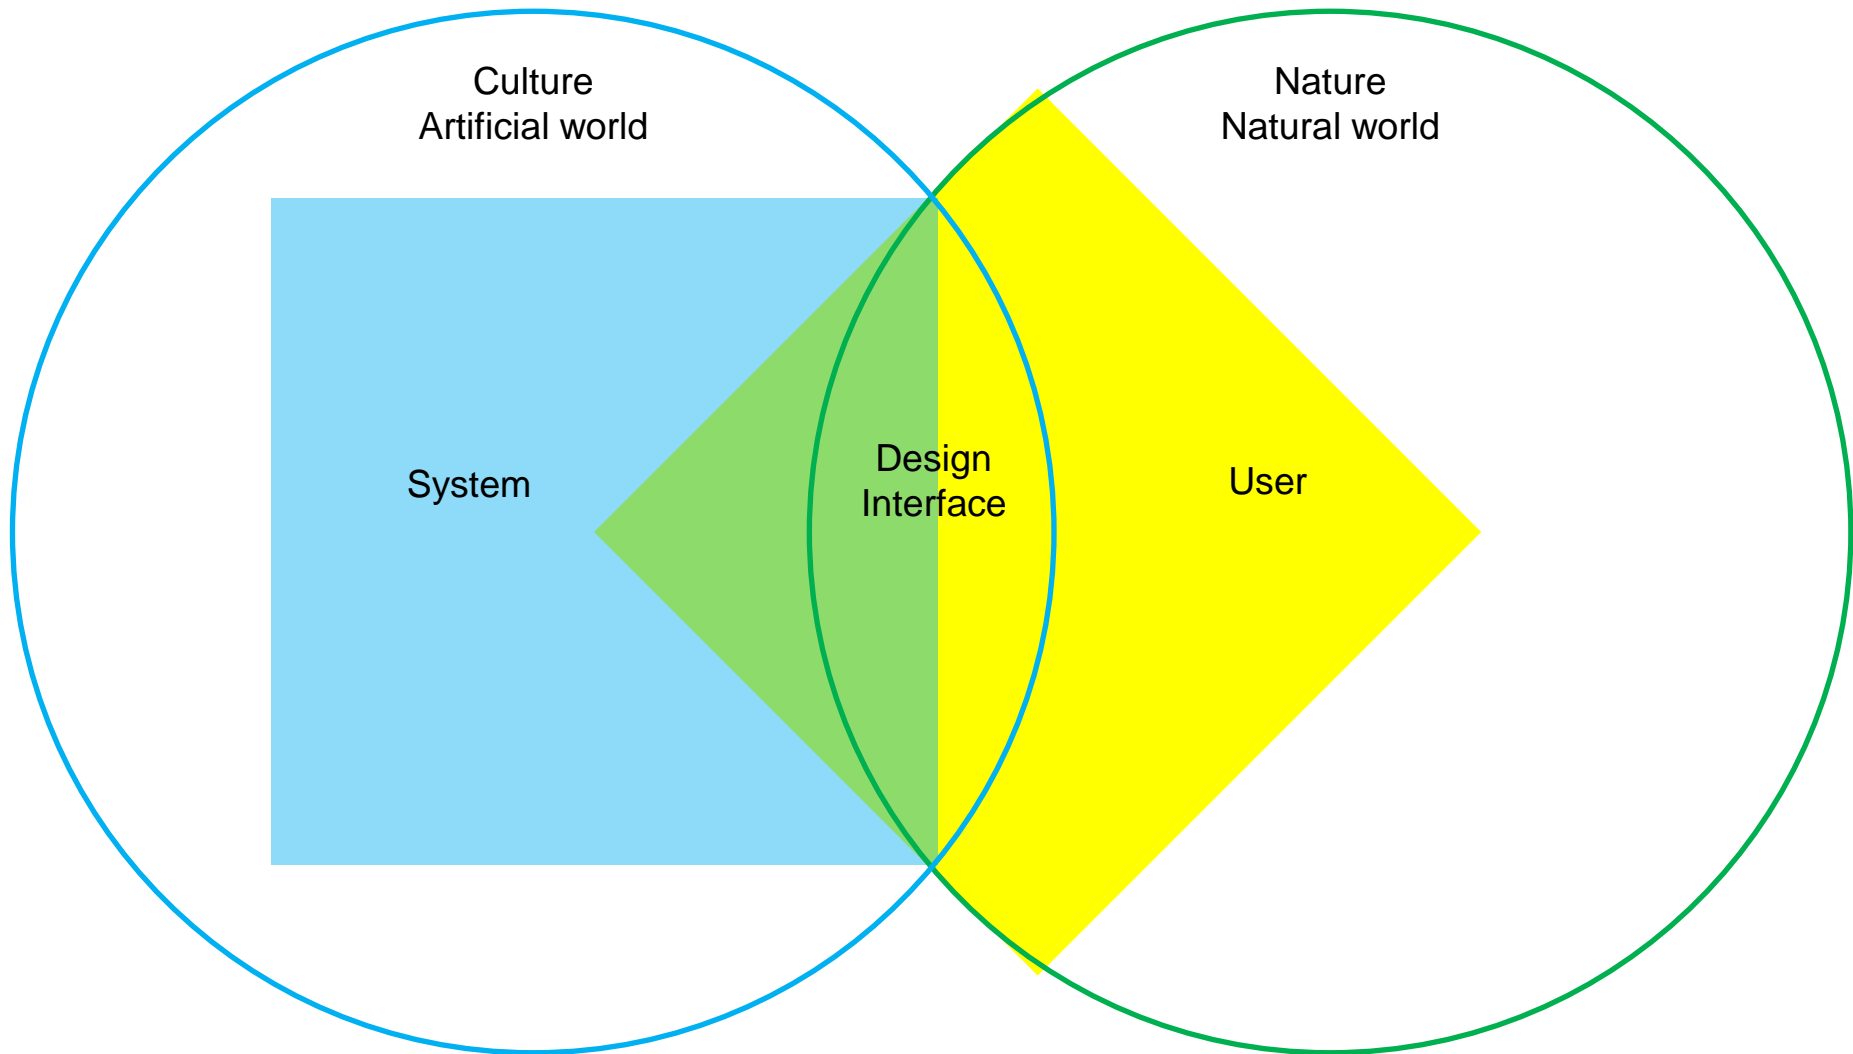 Culture
Artificial world
Nature
Natural world
System
Design
Interface
User